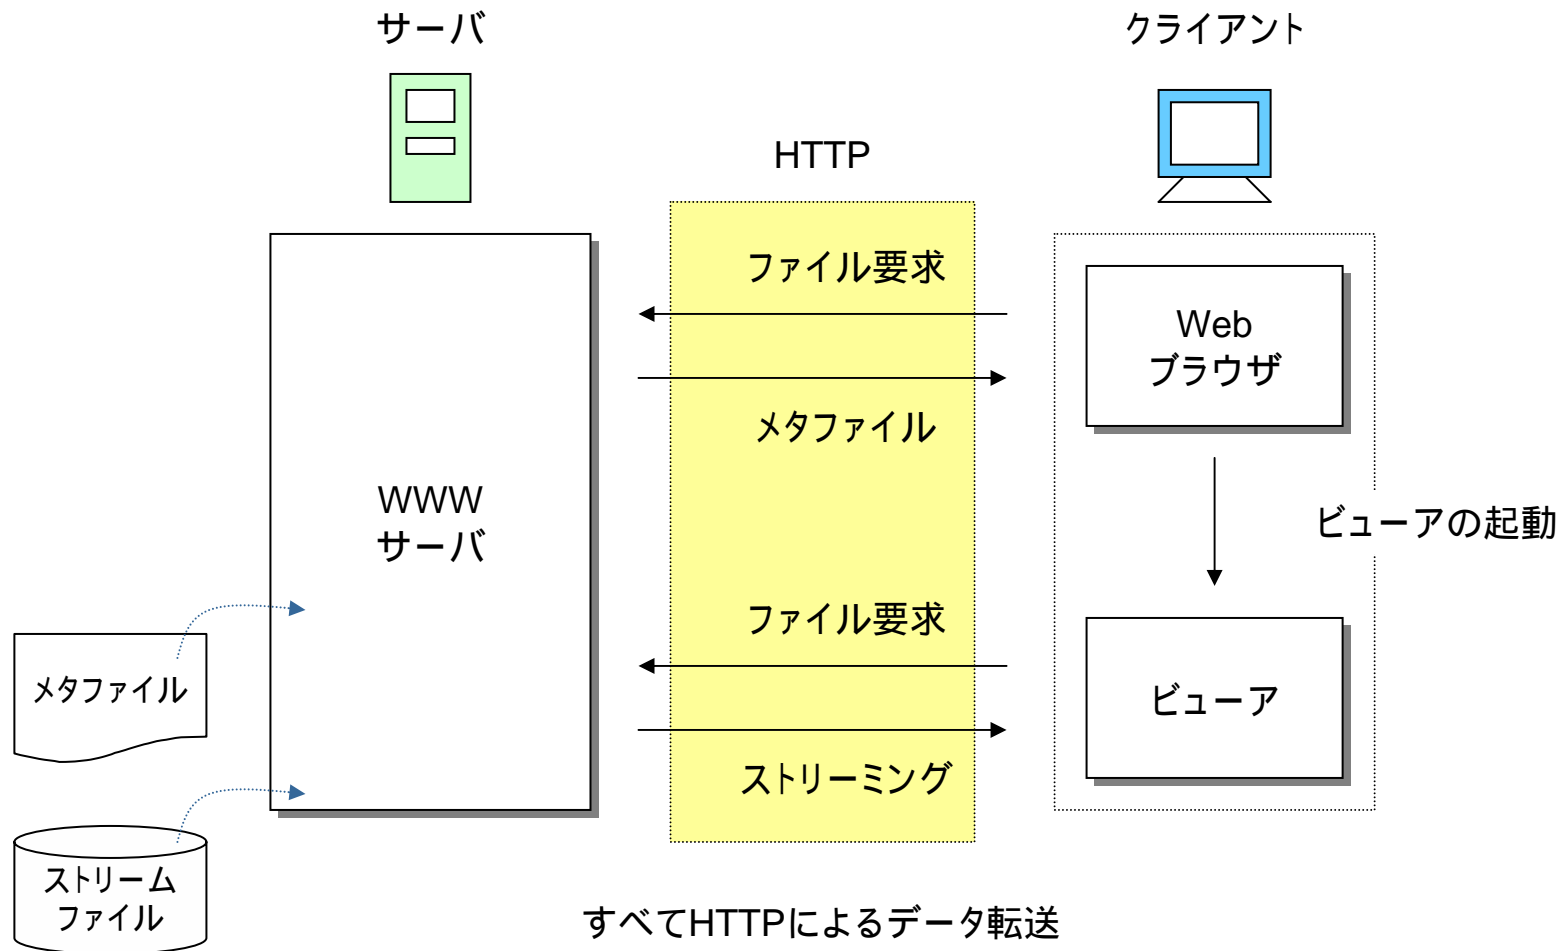 サーバ
クライアント
HTTP
ファイル要求
Web
ブラウザ
メタファイル
WWW
サーバ
ビューアの起動
ファイル要求
メタファイル
ビューア
ストリーミング
ストリーム
ファイル
すべてHTTPによるデータ転送